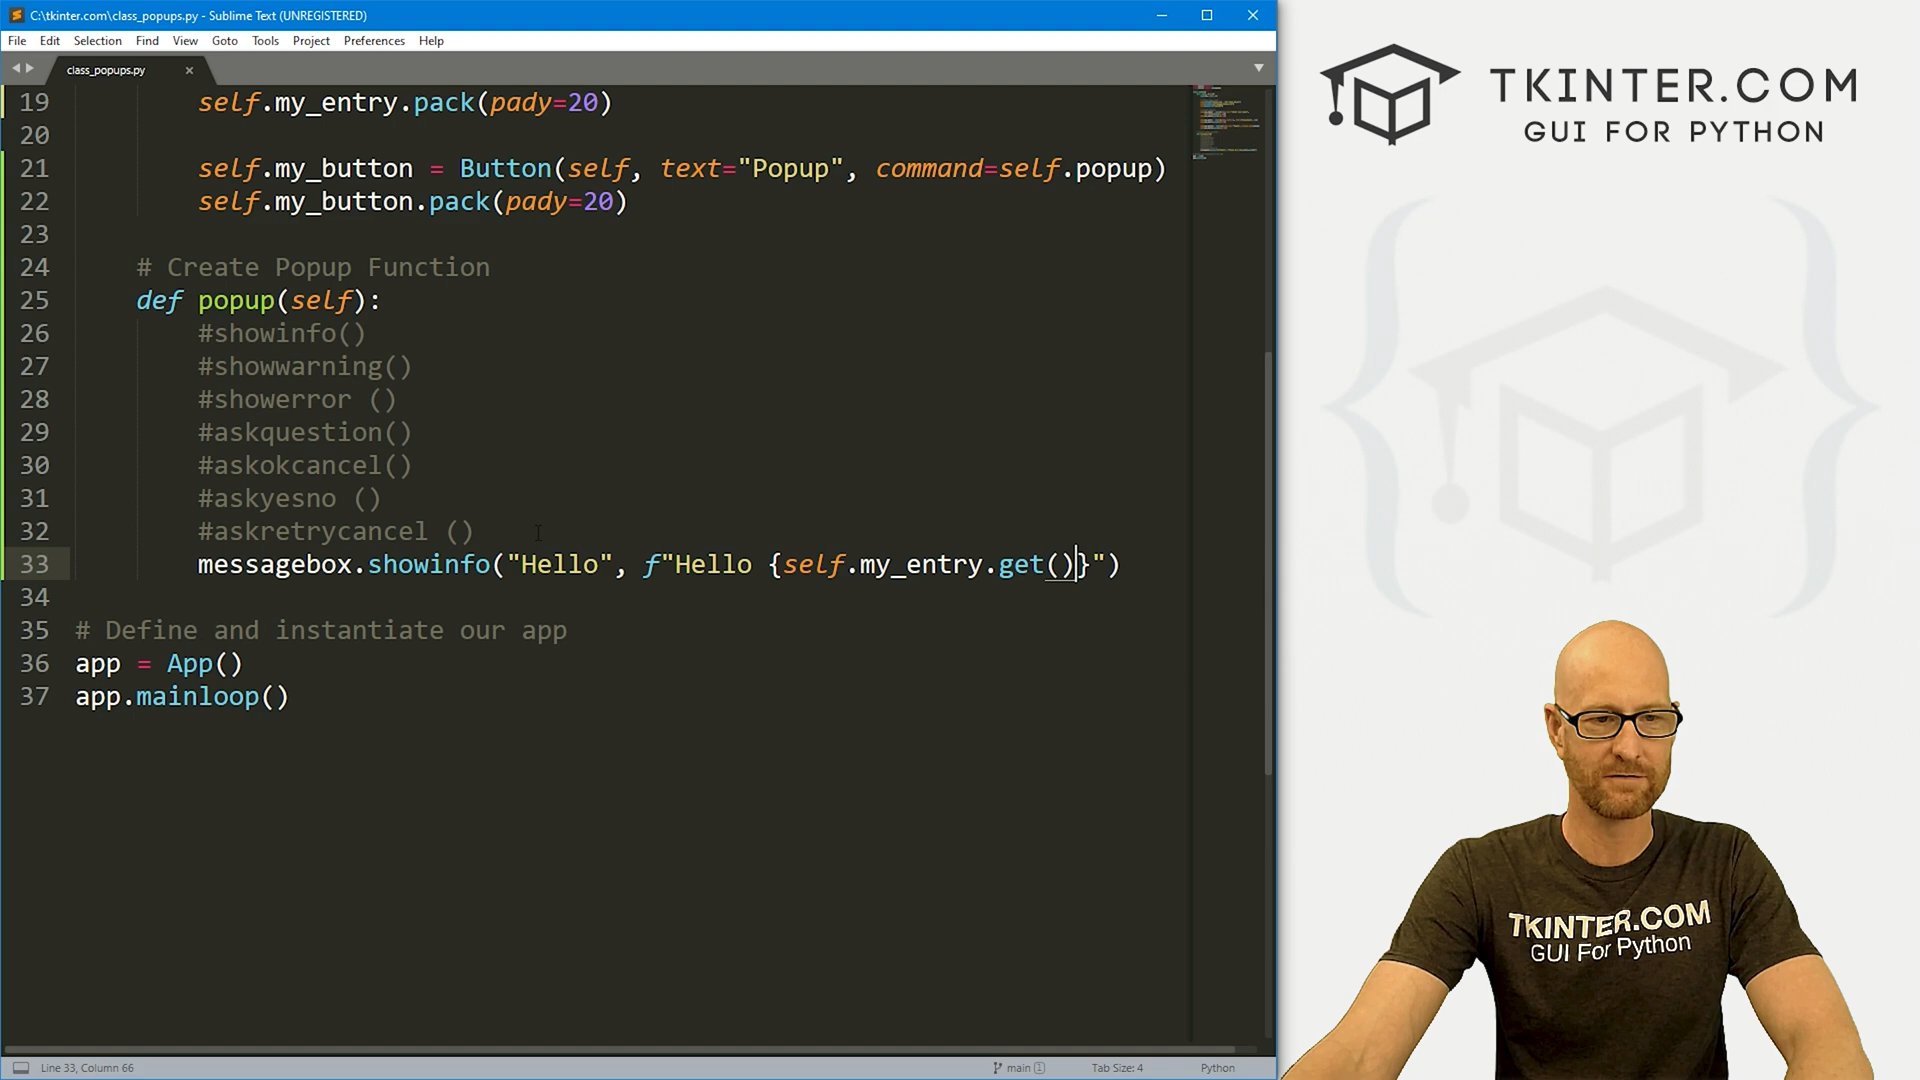 C:\tkinter.com\class_popups.py - Sublime Text (UNREGISTERED)
File Edit Selection Find View Goto Tools Project Preferences Help
class_popups.py
19 self.my_entry.pack(pady=20)
20
21 self.my_button = Button(self, text="Popup", command=self.popup)
22 self.my_button.pack(pady=20)
23
24 # Create Popup Function
25 def popup(self):
26 #showinfo()
27 #showwarning()
28 #showerror ()
29 #askquestion()
30 #askokcancel()
31 #askyesno ()
32 #askretrycancel ()
33 messagebox.showinfo("Hello", f"Hello {self.my_entry.get()}")
34
35 # Define and instantiate our app
36 app = App()
37 app.mainloop()
Line 33, Column 66
main 1
Tab Size: 4
Python
TKINTER.COM
GUI FOR PYTHON
TKINTER.COM
GUI For Python